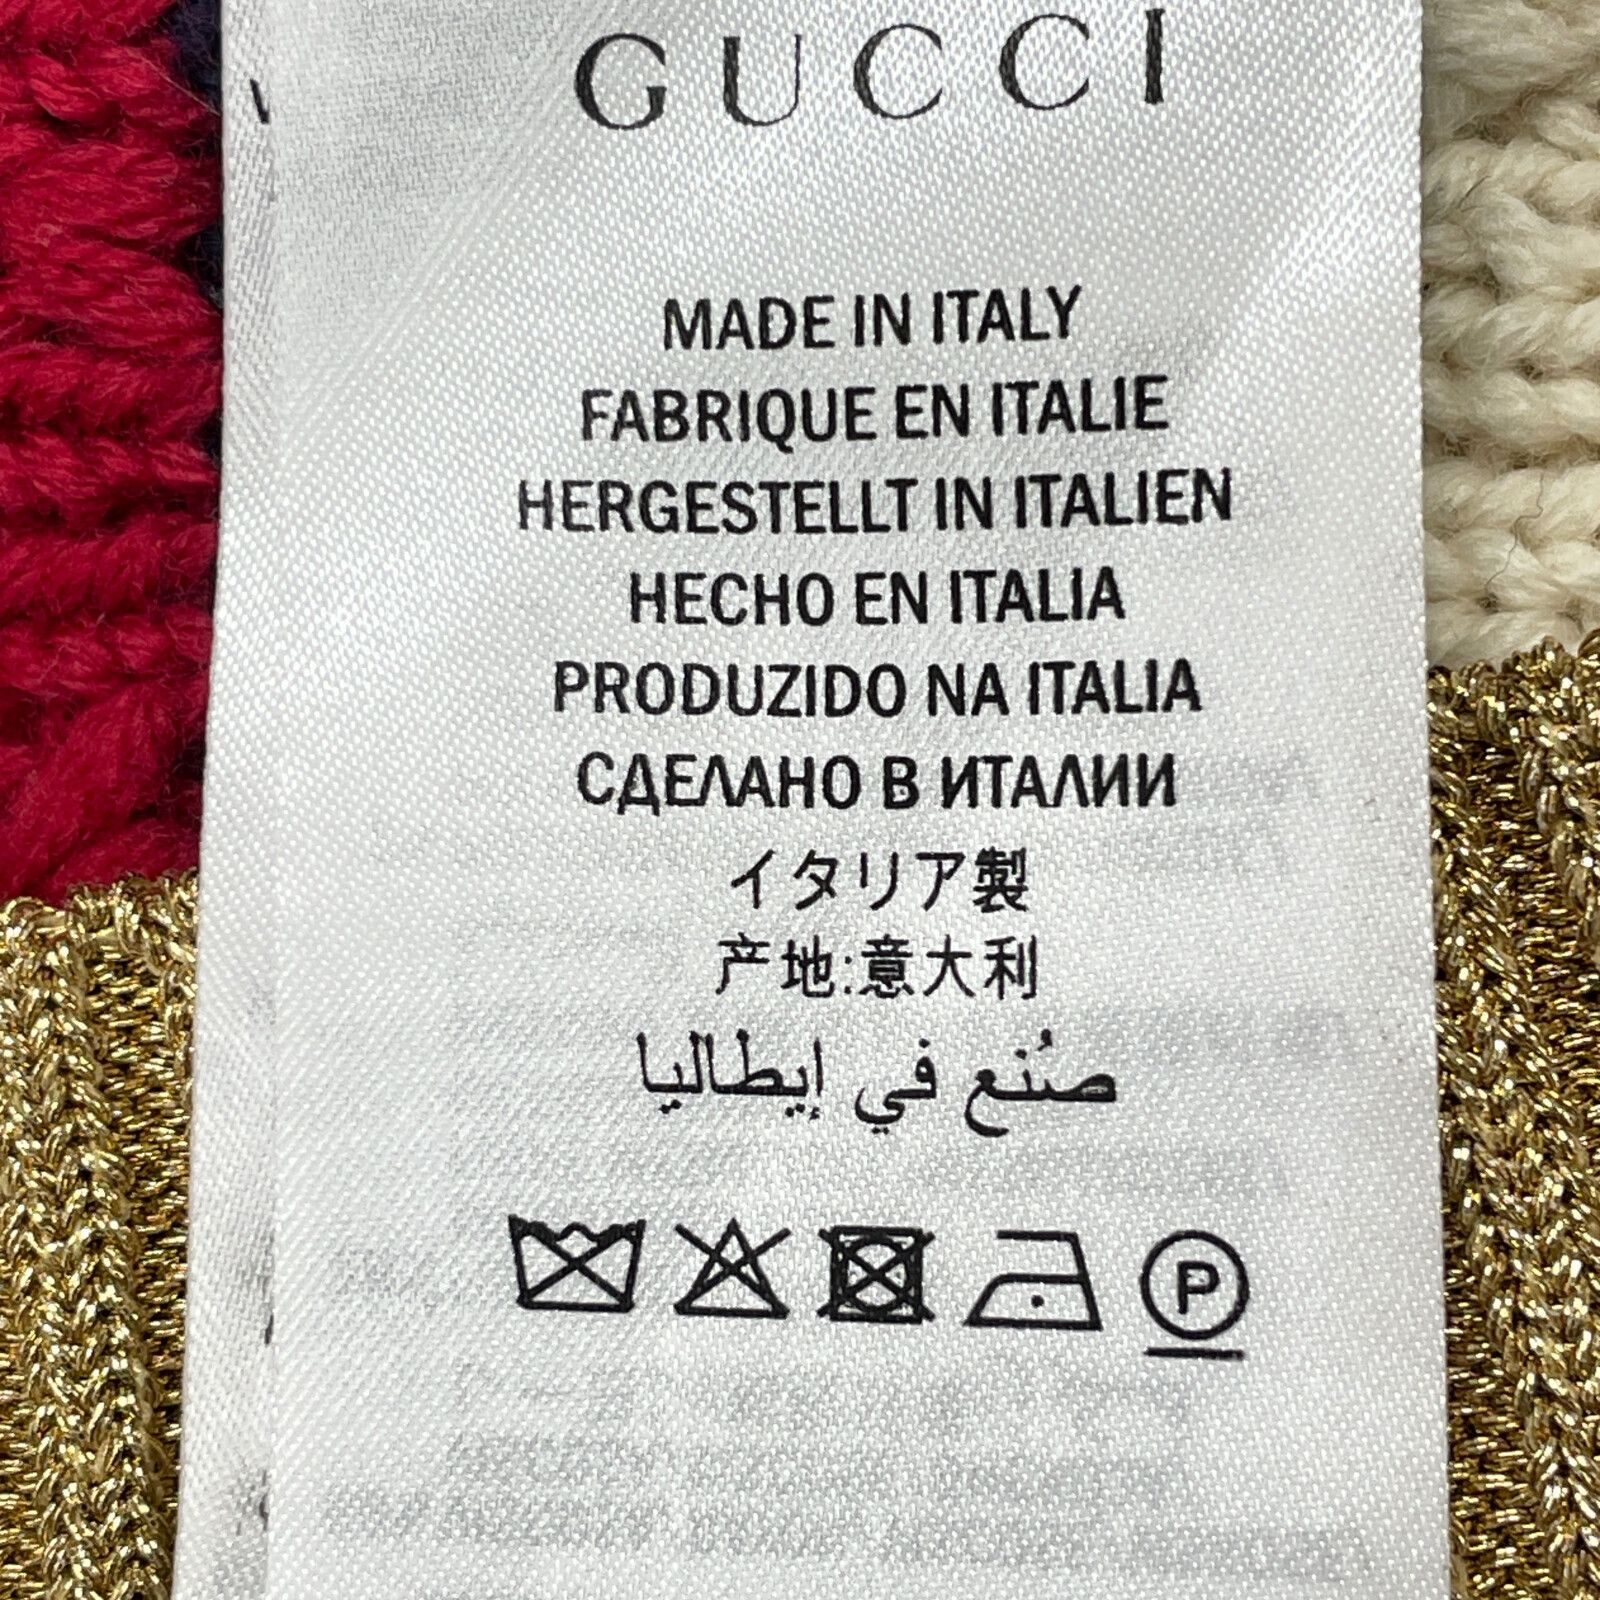 GUCCI
MADE IN ITALY
FABRIQUE EN ITALIE
HERGESTELLT IN ITALIEN
HECHO EN ITALIA
PRODUZIDO NA ITALIA
СДЕЛАНО В ИТАЛИИ
イタリア製
产地:意大利
صُنع في إيطاليا
P